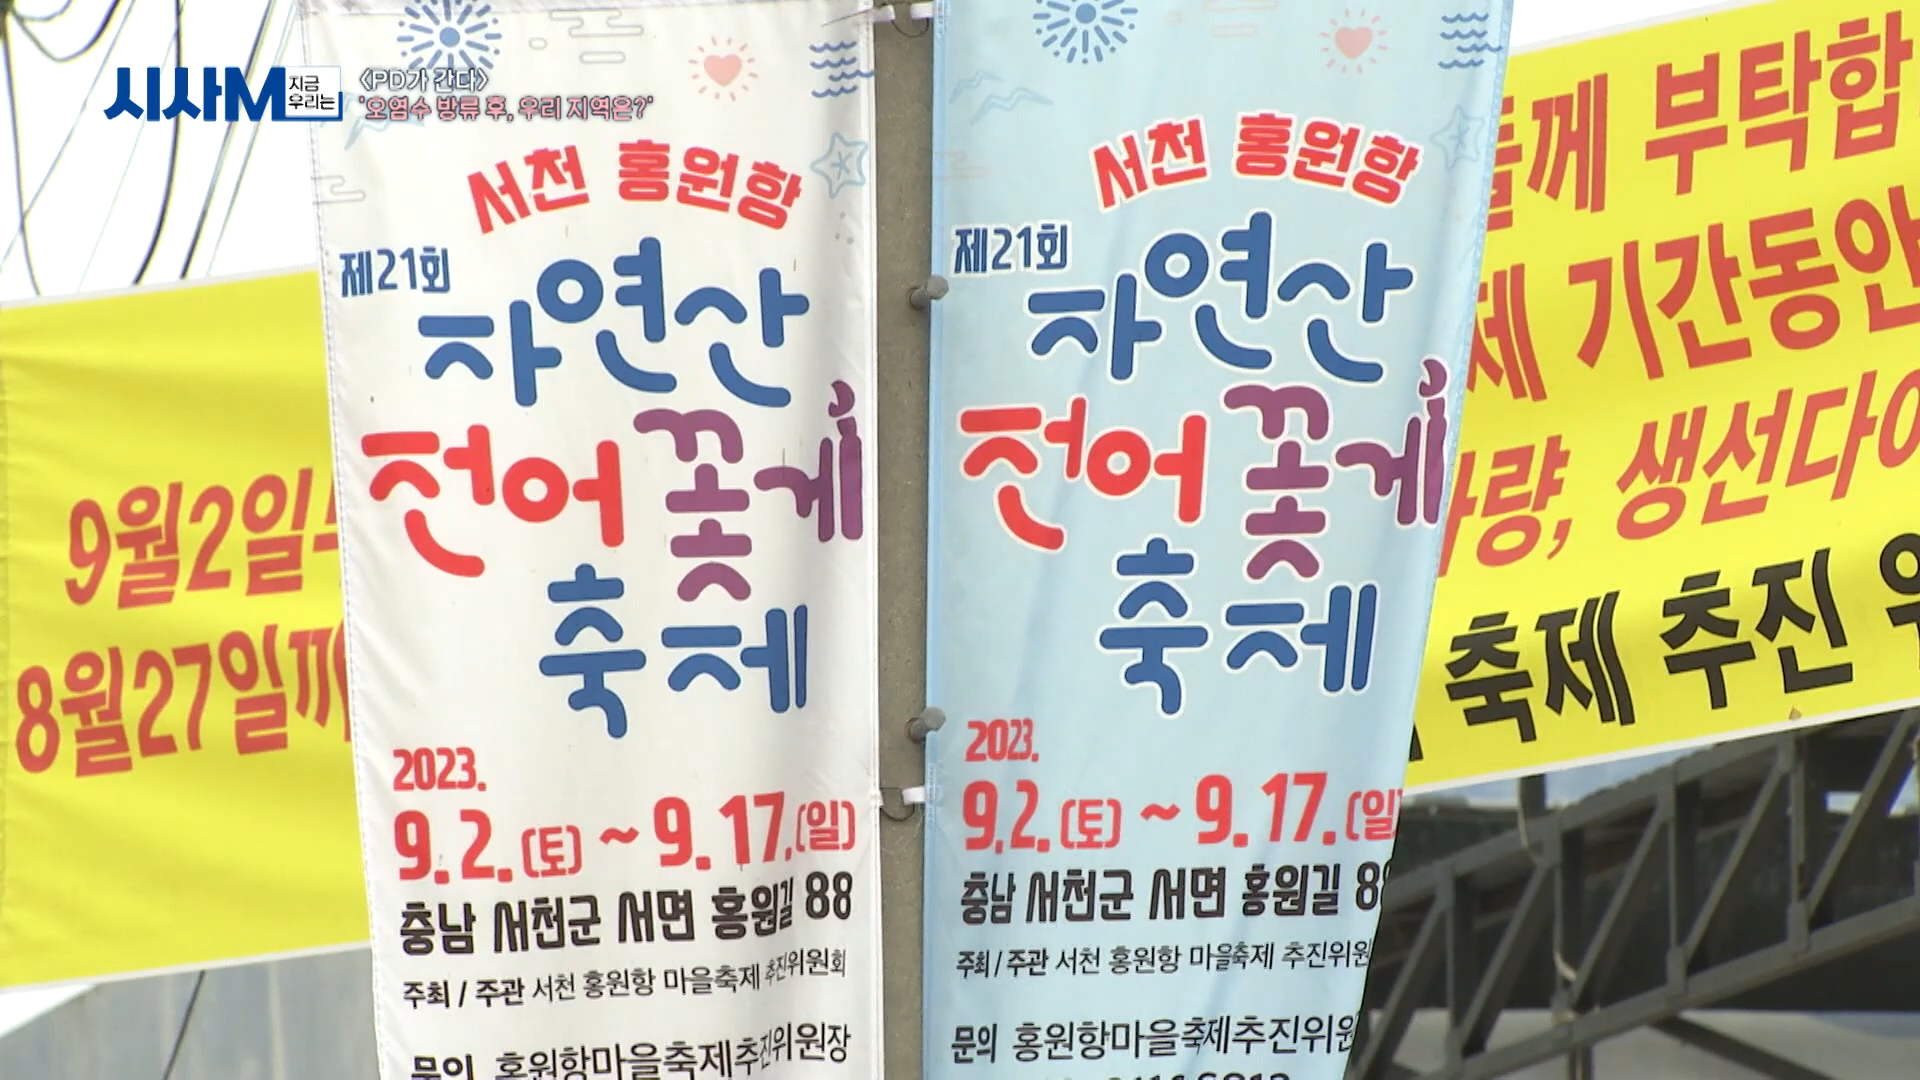 시사M 지금 우리는
<PD가 간다>
'오염수 방류 후, 우리 지역은?'
9월2일
8월27일까
서천 홍원항
제21회
자연산
전어 꽃게
축제
2023.
9.2.(토) ~ 9.17.(일)
충남 서천군 서면 홍원길 88
주최 / 주관 서천 홍원항 마을축제 추진위원회
문의 홍원항마을축제추진위원장
서천 홍원항
제21회
자연산
전어 꽃게
축제
2023.
9.2.(토) ~ 9.17.(일)
충남 서천군 서면 홍원길 88
주최 / 주관 서천 홍원항 마을축제 추진위원
문의 홍원항마을축제추진위원
들께 부탁합
제 기간동안
차량, 생선다이
축제 추진 위